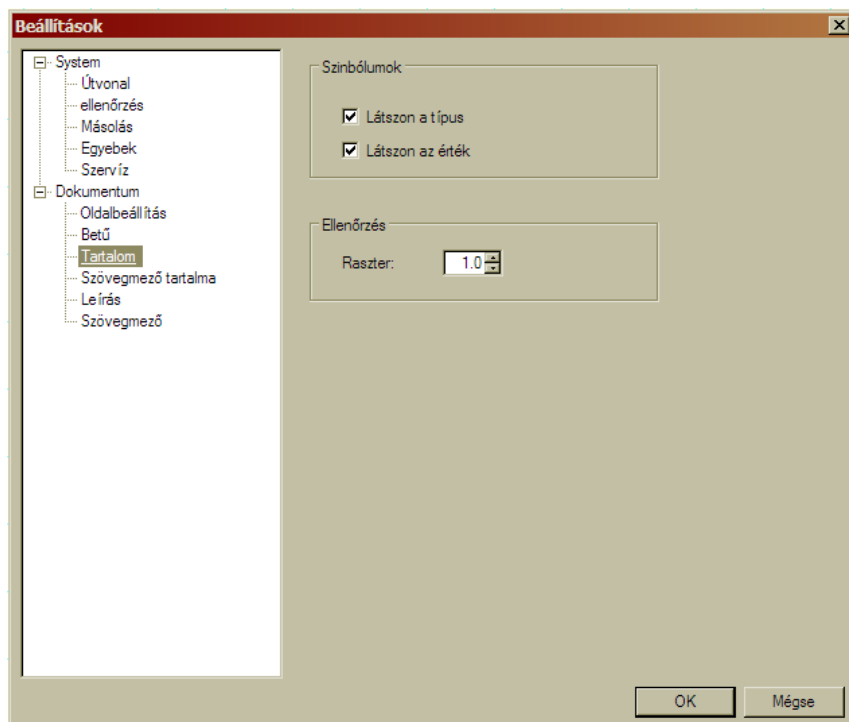 Beállítások
System
Útvonal
ellenőrzés
Másolás
Egyebek
Szervíz
Dokumentum
Oldalbeállítás
Betű
Tartalom
Szövegmező tartalma
Leírás
Szövegmező
Szinbólumok
Látszon a típus
Látszon az érték
Ellenőrzés
Raszter: 1.0
OK Mégse